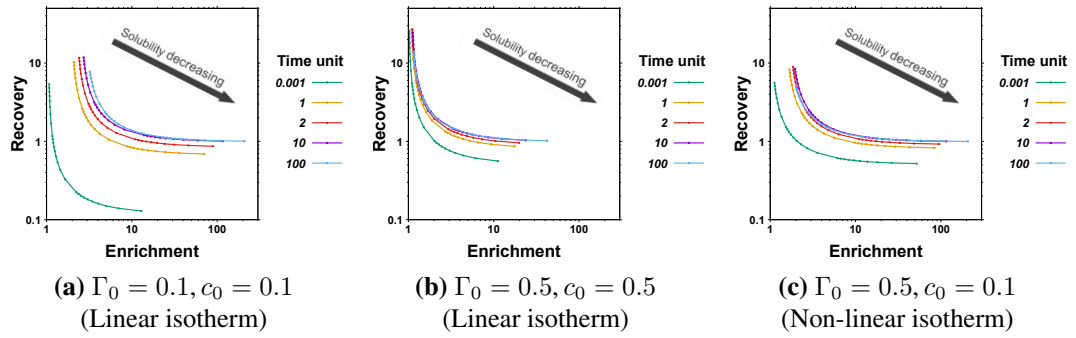 Recovery
10
1
0.1
1
10
100
Enrichment
Solubility decreasing
Time unit
0.001
1
2
10
100
(a) Γ₀ = 0.1, c₀ = 0.1
(Linear isotherm)
Recovery
10
1
0.1
1
10
100
Enrichment
Solubility decreasing
Time unit
0.001
1
2
10
100
(b) Γ₀ = 0.5, c₀ = 0.5
(Linear isotherm)
Recovery
10
1
0.1
1
10
100
Enrichment
Solubility decreasing
Time unit
0.001
1
2
10
100
(c) Γ₀ = 0.5, c₀ = 0.1
(Non-linear isotherm)